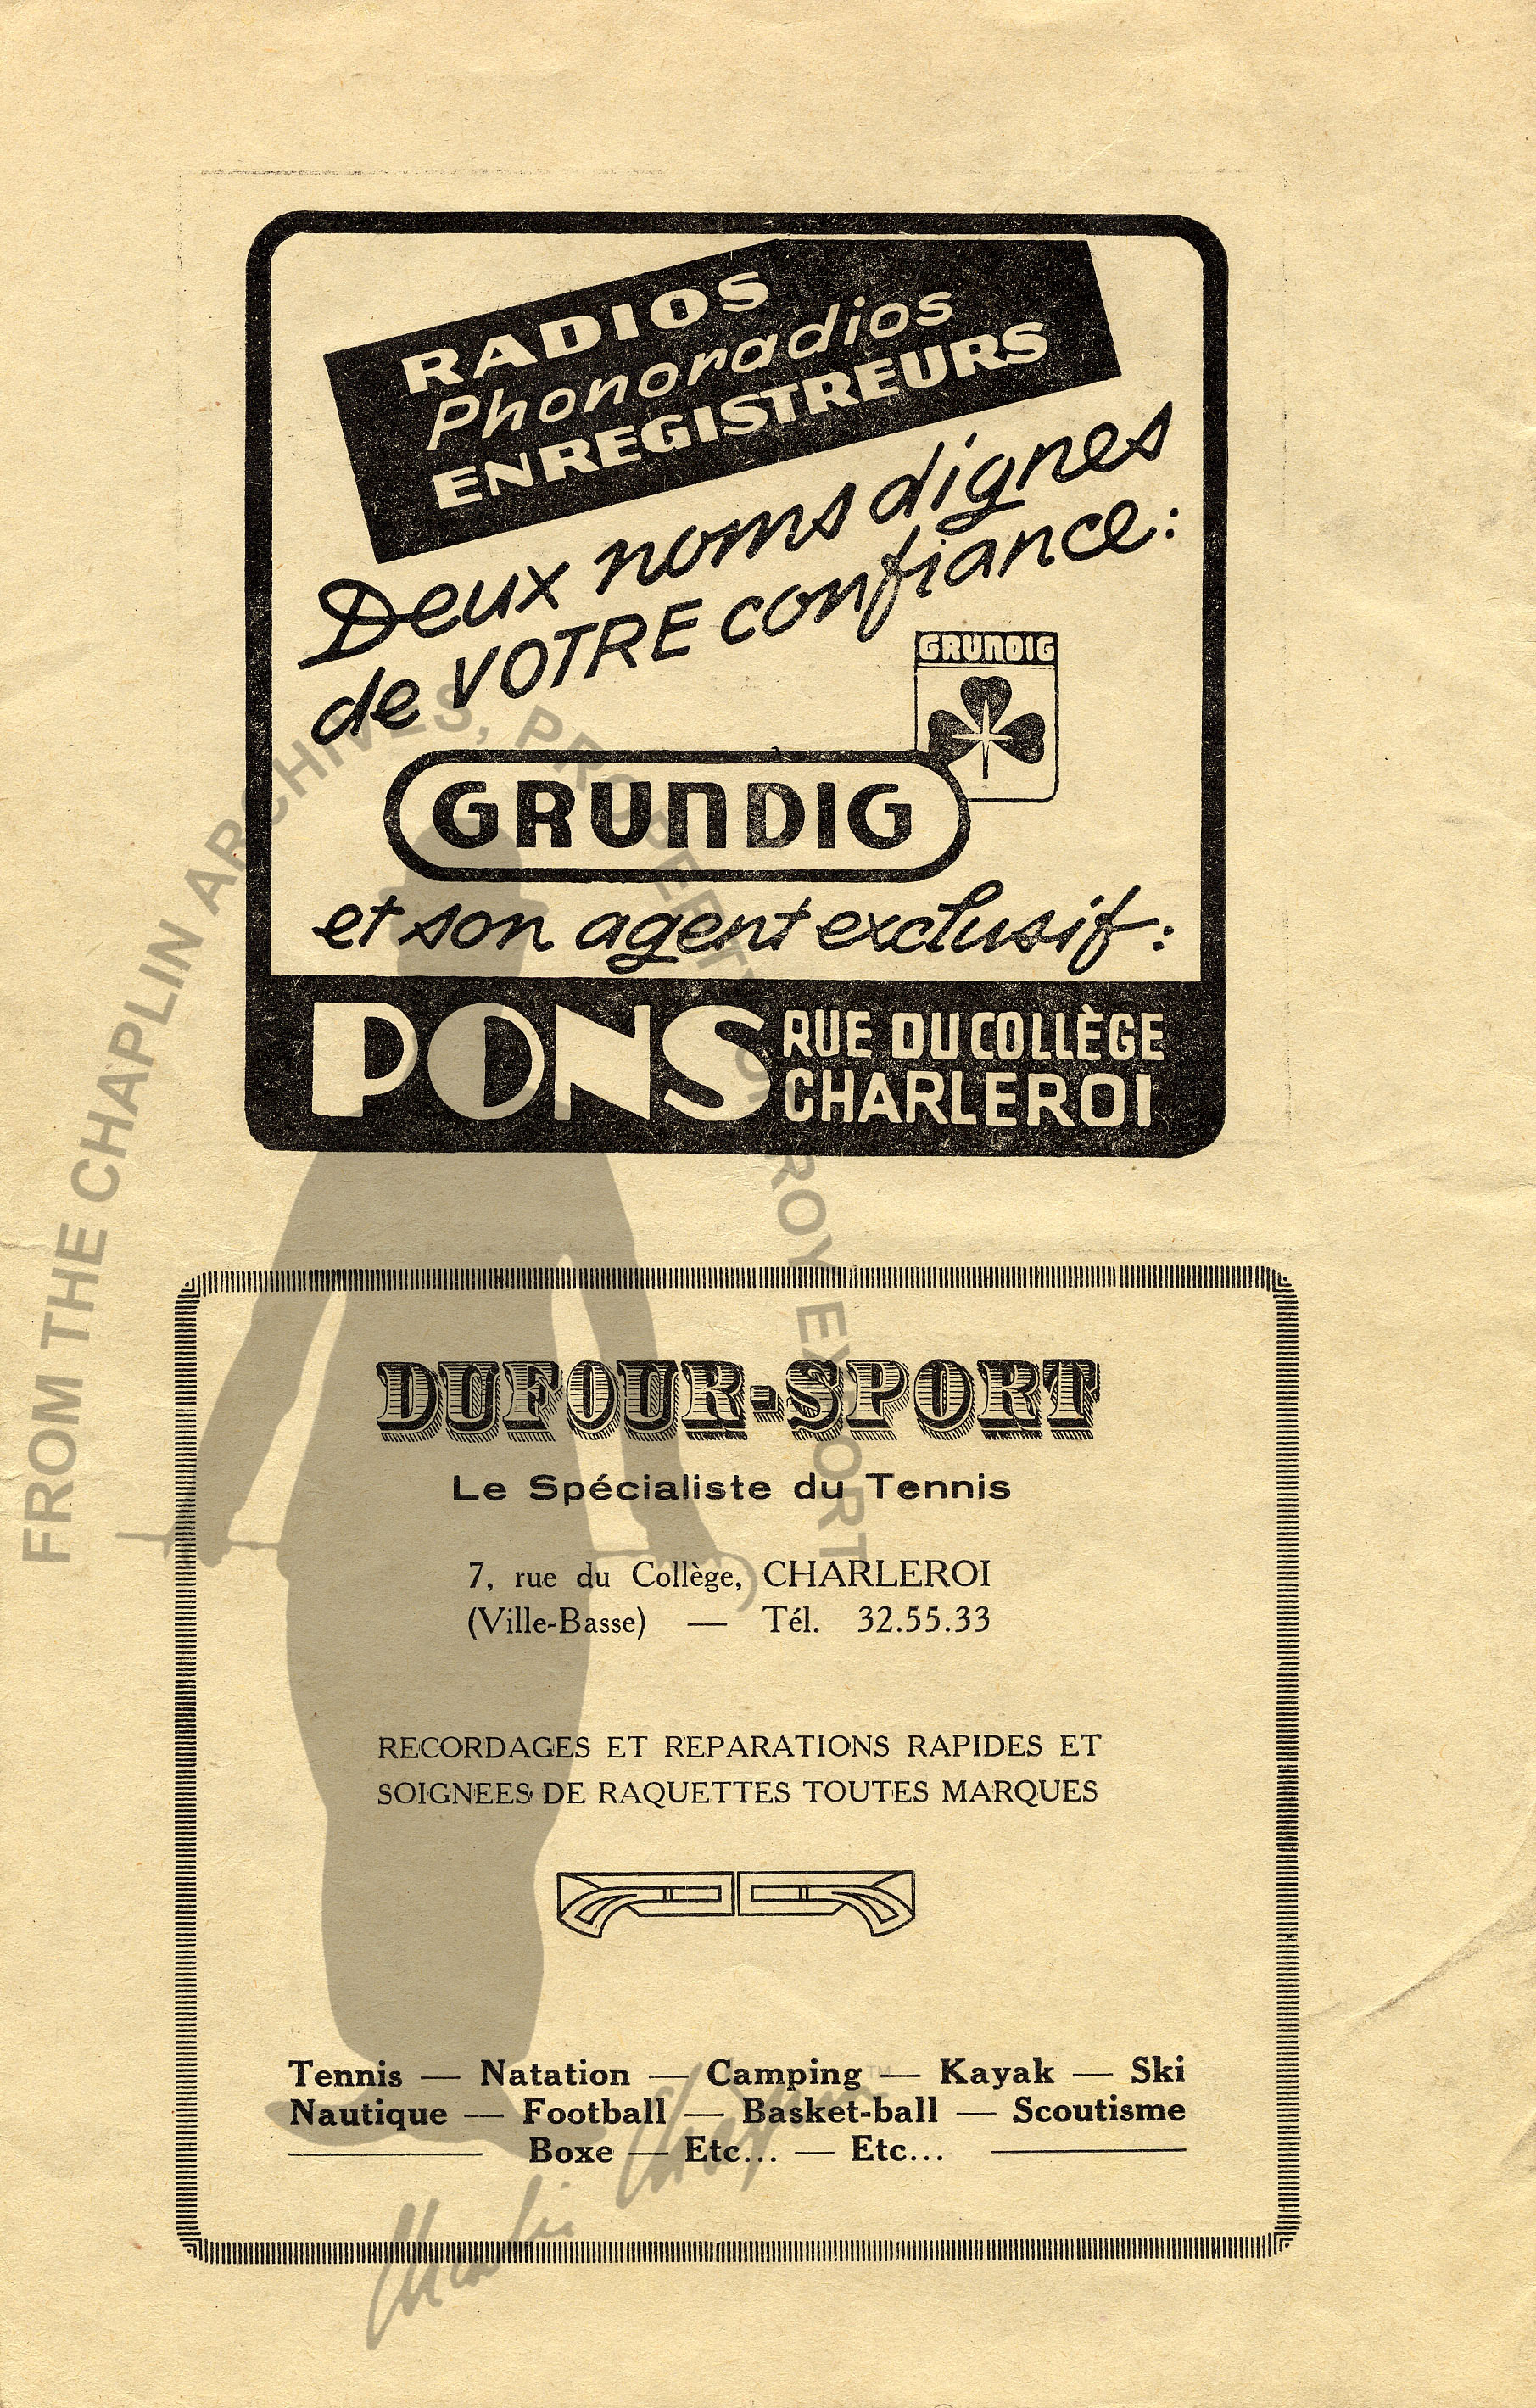 RADIOS
Phonoradios
ENREGISTREURS
Deux noms dignes
de VOTRE confiance:
GRUNDIG
GRUNDIG
et son agent exclusif:
PONS
RUE DU COLLÈGE
CHARLEROI
DUFOUR-SPORT
Le Spécialiste du Tennis
7, rue du Collège, CHARLEROI
(Ville-Basse) — Tél. 32.55.33
RECORDAGES ET REPARATIONS RAPIDES ET
SOIGNEES DE RAQUETTES TOUTES MARQUES
Tennis — Natation — Camping — Kayak — Ski
Nautique — Football — Basket-ball — Scoutisme
Boxe — Etc... — Etc...
FROM THE CHAPLIN ARCHIVES, PROPERTY OF ROY EXPORT
Charlie Chaplin™